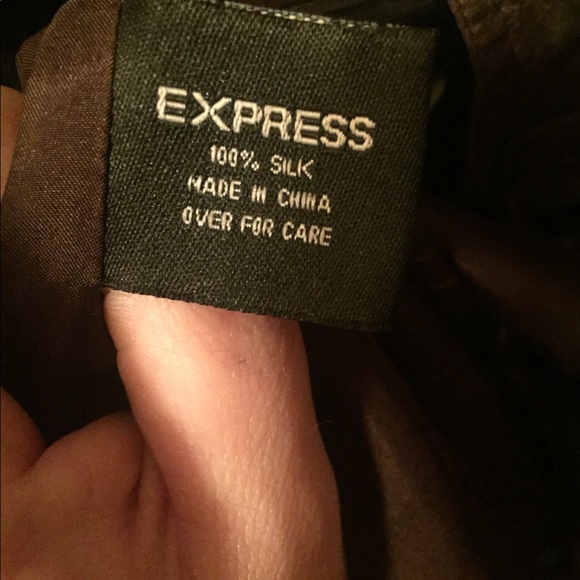 EXPRESS
100% SILK
MADE IN CHINA
OVER FOR CARE